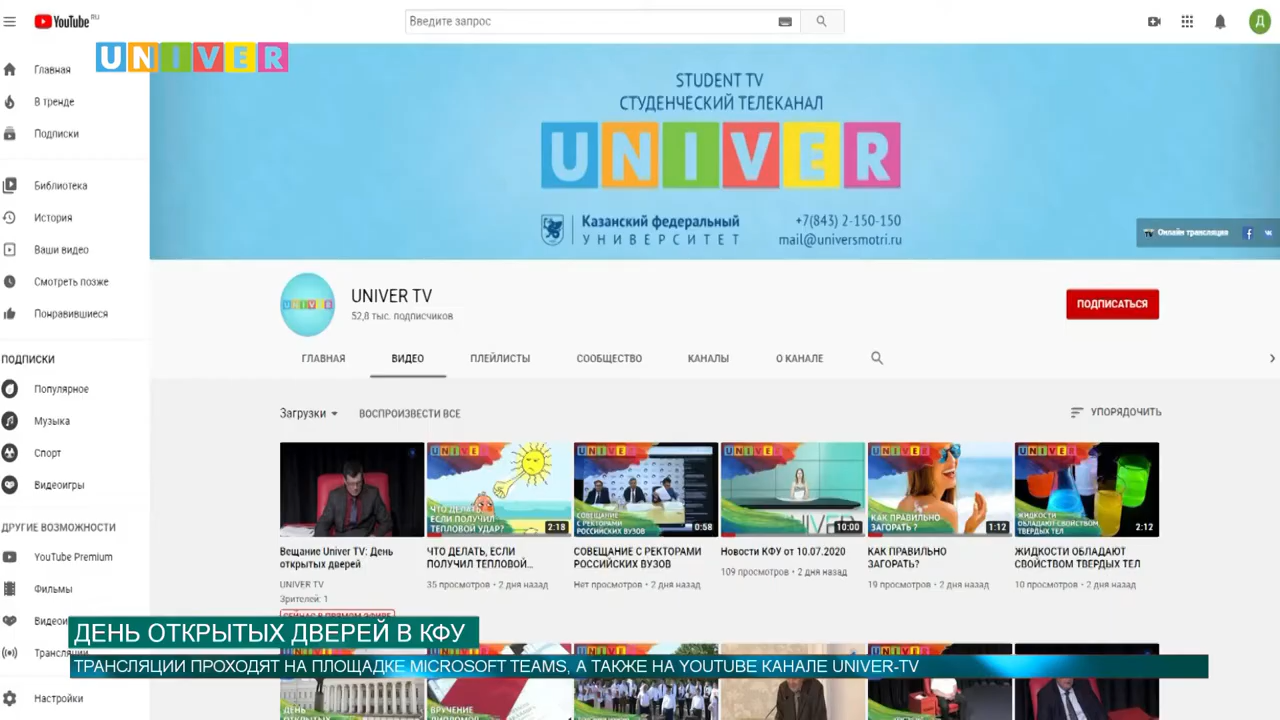 YouTube RU
Введите запрос
Д
UNIVER
Главная
В тренде
Подписки
Библиотека
История
Ваши видео
Смотреть позже
Понравившиеся
ПОДПИСКИ
Популярное
Музыка
Спорт
Видеоигры
ДРУГИЕ ВОЗМОЖНОСТИ
YouTube Premium
Фильмы
Трансляции
Настройки
STUDENT TV
СТУДЕНЧЕСКИЙ ТЕЛЕКАНАЛ
UNIVER
Казанский федеральный
УНИВЕРСИТЕТ
+7(843) 2-150-150
mail@universmotri.ru
Онлайн трансляция
UNIVER
UNIVER TV
52,8 тыс. подписчиков
ПОДПИСАТЬСЯ
ГЛАВНАЯ ВИДЕО ПЛЕЙЛИСТЫ СООБЩЕСТВО КАНАЛЫ О КАНАЛЕ
Загрузки ВОСПРОИЗВЕСТИ ВСЕ УПОРЯДОЧИТЬ
ЧТО ДЕЛАТЬ,
ЕСЛИ ПОЛУЧИЛ
ТЕПЛОВОЙ УДАР?
2:18
СОВЕЩАНИЕ
С РЕКТОРАМИ
РОССИЙСКИХ ВУЗОВ
0:58
10:00
КАК ПРАВИЛЬНО
ЗАГОРАТЬ ?
1:12
ЖИДКОСТИ
ОБЛАДАЮТ СВОЙСТВОМ
ТВЕРДЫХ ТЕЛ
2:12
Вещание Univer TV: День
открытых дверей
UNIVER TV
Зрителей: 1
СЕЙЧАС В ПРЯМОМ ЭФИРЕ
ЧТО ДЕЛАТЬ, ЕСЛИ
ПОЛУЧИЛ ТЕПЛОВОЙ...
35 просмотров • 2 дня назад
СОВЕЩАНИЕ С РЕКТОРАМИ
РОССИЙСКИХ ВУЗОВ
Нет просмотров • 2 дня назад
Новости КФУ от 10.07.2020
109 просмотров • 2 дня назад
КАК ПРАВИЛЬНО
ЗАГОРАТЬ?
19 просмотров • 2 дня назад
ЖИДКОСТИ ОБЛАДАЮТ
СВОЙСТВОМ ТВЕРДЫХ ТЕЛ
10 просмотров • 2 дня назад
ДЕНЬ ОТКРЫТЫХ ДВЕРЕЙ В КФУ
ТРАНСЛЯЦИИ ПРОХОДЯТ НА ПЛОЩАДКЕ MICROSOFT TEAMS, А ТАКЖЕ НА YOUTUBE КАНАЛЕ UNIVER-TV
ДЕНЬ
ВРУЧЕНИЕ